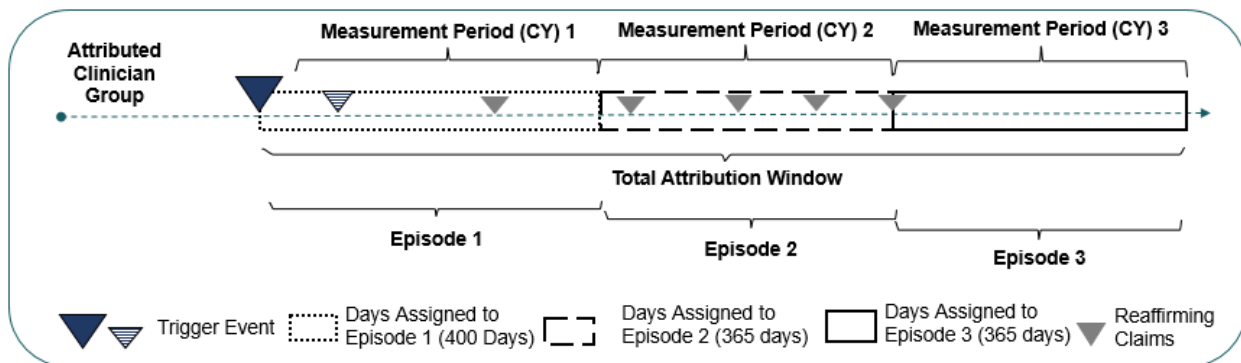 Measurement Period (CY) 1
Measurement Period (CY) 2
Measurement Period (CY) 3
Attributed
Clinician
Group
Total Attribution Window
Episode 1
Episode 2
Episode 3
Trigger Event
Days Assigned to
Episode 1 (400 Days)
Days Assigned to
Episode 2 (365 days)
Days Assigned to
Episode 3 (365 days)
Reaffirming
Claims